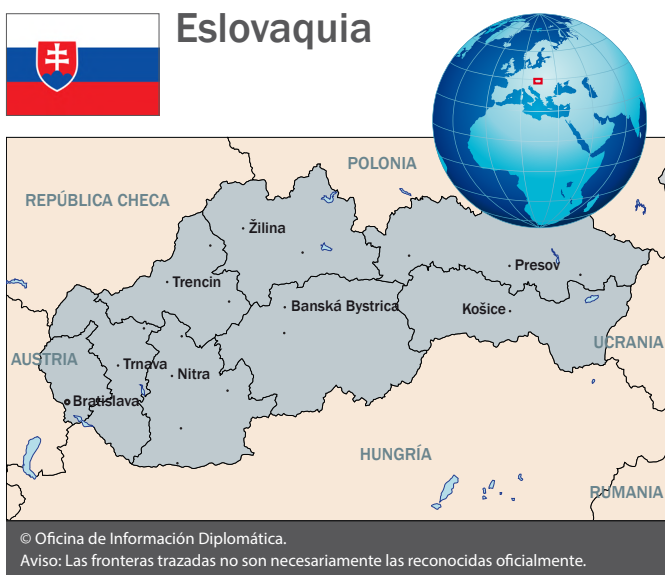 Eslovaquia
POLONIA
REPÚBLICA CHECA
Žilina
Presov
Trencin
Banská Bystrica
Košice
UCRANIA
AUSTRIA
Trnava
Nitra
Bratislava
HUNGRÍA
RUMANIA
© Oficina de Información Diplomática.
Aviso: Las fronteras trazadas no son necesariamente las reconocidas oficialmente.